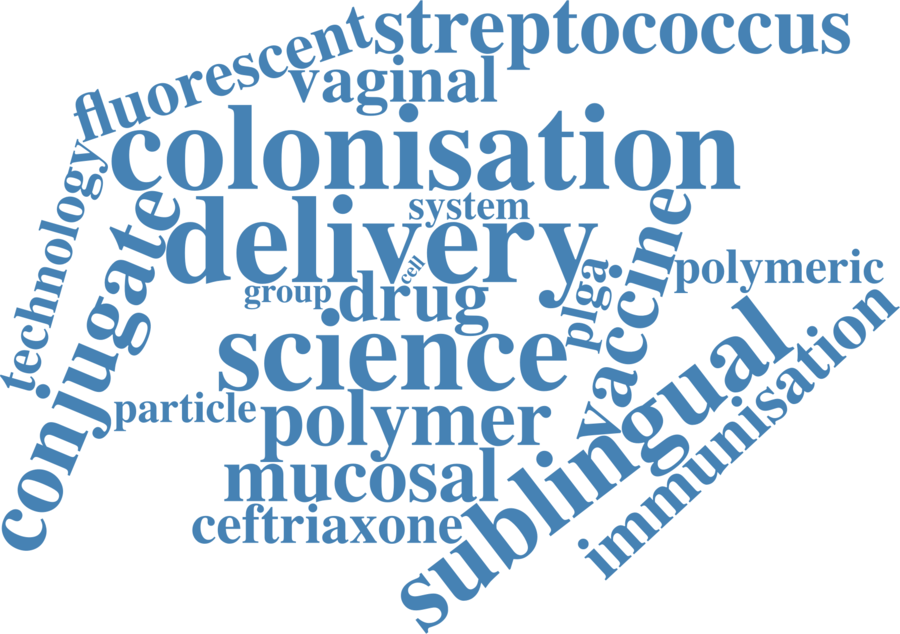 streptococcus
fluorescent
vaginal
colonisation
technology
system
delivery
conjugate
vaccine
cell
polymeric
group
drug
plga
science
sublingual
immunisation
particle
polymer
mucosal
ceftriaxone